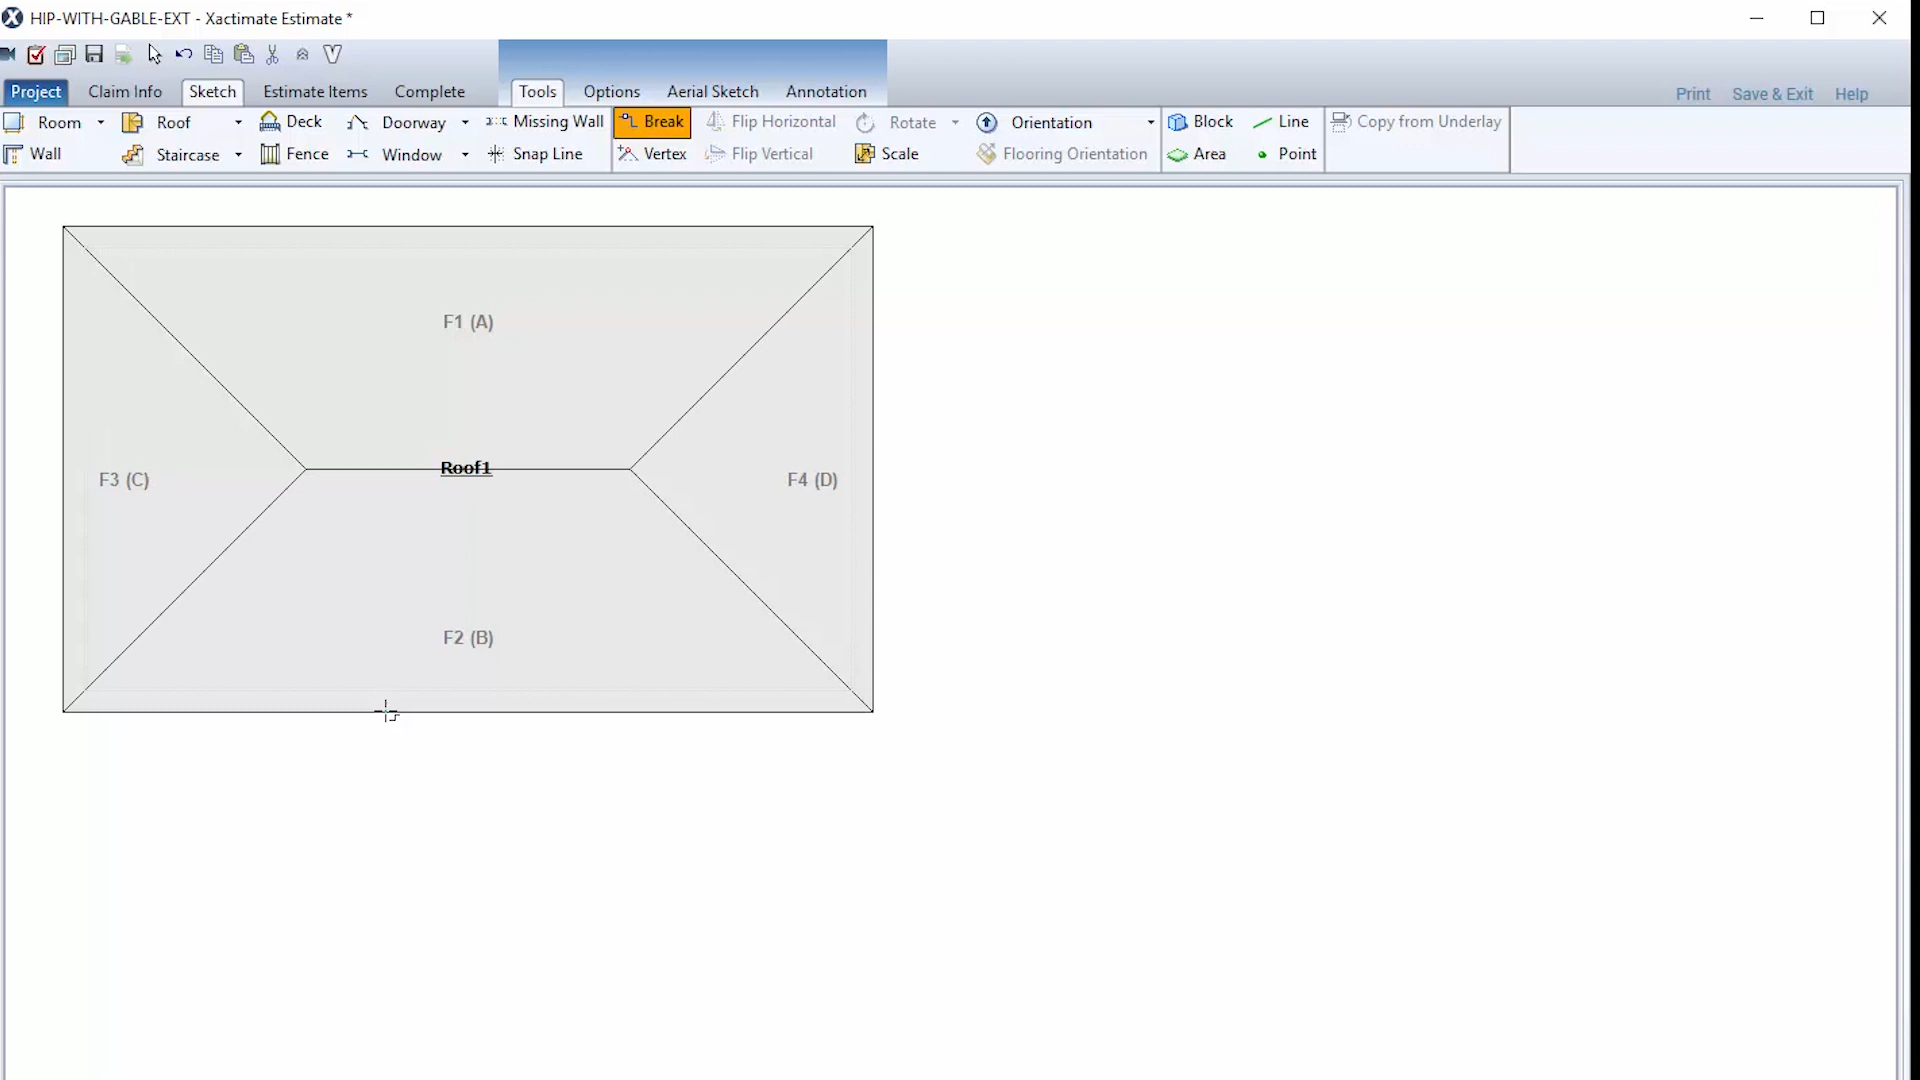 HIP-WITH-GABLE-EXT - Xactimate Estimate *
Project Claim Info Sketch Estimate Items Complete Tools Options Aerial Sketch Annotation Print Save & Exit Help
Room Roof Deck Doorway Missing Wall Break Flip Horizontal Rotate Orientation Block Line Copy from Underlay
Wall Staircase Fence Window Snap Line Vertex Flip Vertical Scale Flooring Orientation Area Point
F1 (A)
Roof1
F3 (C) F4 (D)
F2 (B)